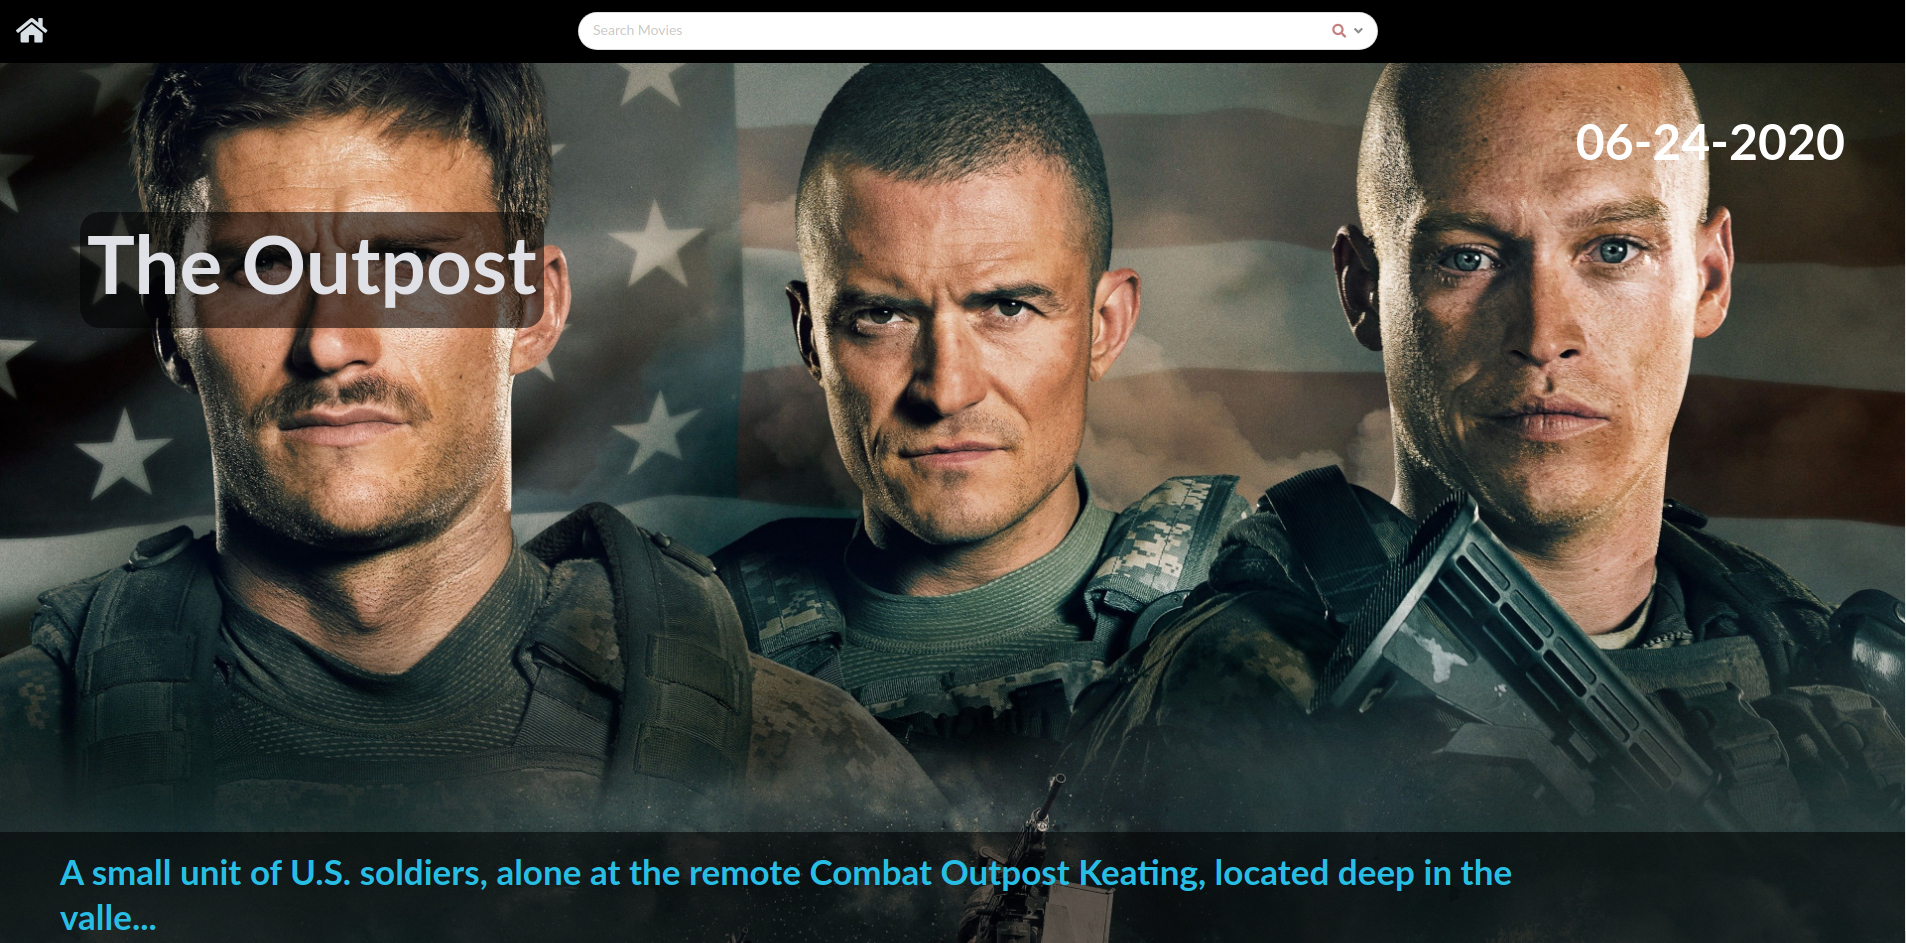 Search Movies
06-24-2020
The Outpost
A small unit of U.S. soldiers, alone at the remote Combat Outpost Keating, located deep in the
valle...